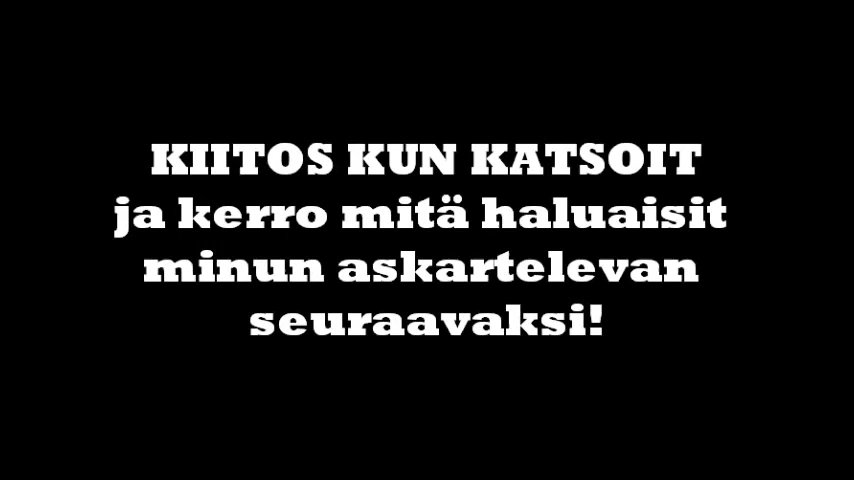 KIITOS KUN KATSOIT
ja kerro mitä haluaisit
minun askartelevan
seuraavaksi!